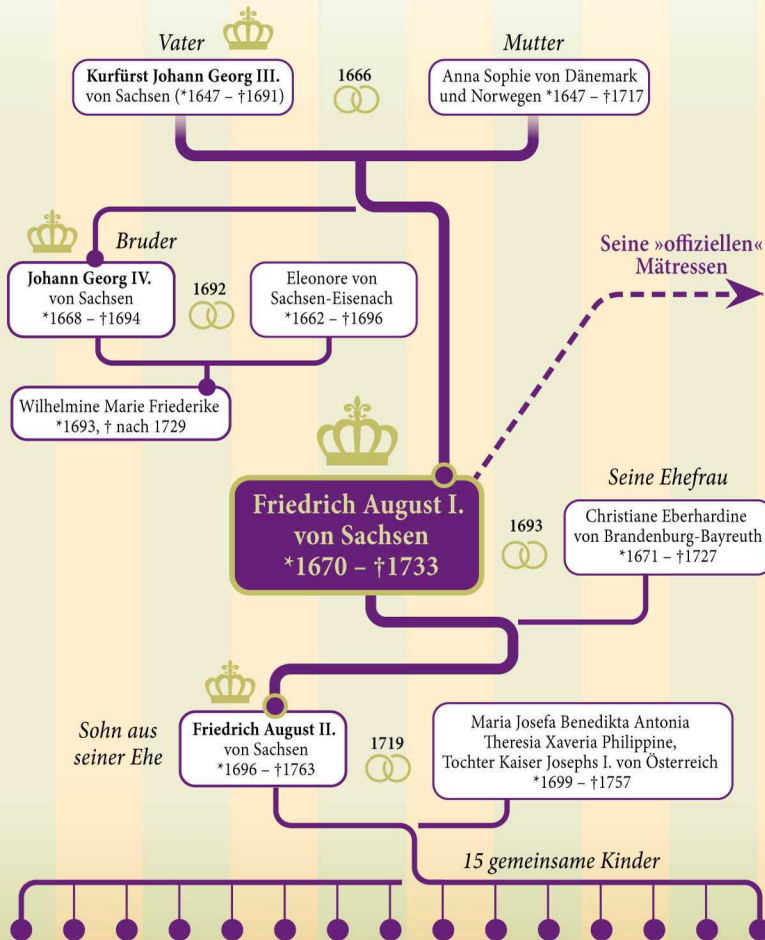 Vater
Mutter
Kurfürst Johann Georg III.
von Sachsen (*1647 – †1691)
1666
Anna Sophie von Dänemark
und Norwegen *1647 – †1717
Bruder
Johann Georg IV.
von Sachsen
*1668 – †1694
1692
Eleonore von
Sachsen-Eisenach
*1662 – †1696
Seine »offiziellen«
Mätressen
Wilhelmine Marie Friederike
*1693, † nach 1729
Friedrich August I.
von Sachsen
*1670 – †1733
1693
Seine Ehefrau
Christiane Eberhardine
von Brandenburg-Bayreuth
*1671 – †1727
Sohn aus
seiner Ehe
Friedrich August II.
von Sachsen
*1696 – †1763
1719
Maria Josefa Benedikta Antonia
Theresia Xaveria Philippine,
Tochter Kaiser Josephs I. von Österreich
*1699 – †1757
15 gemeinsame Kinder